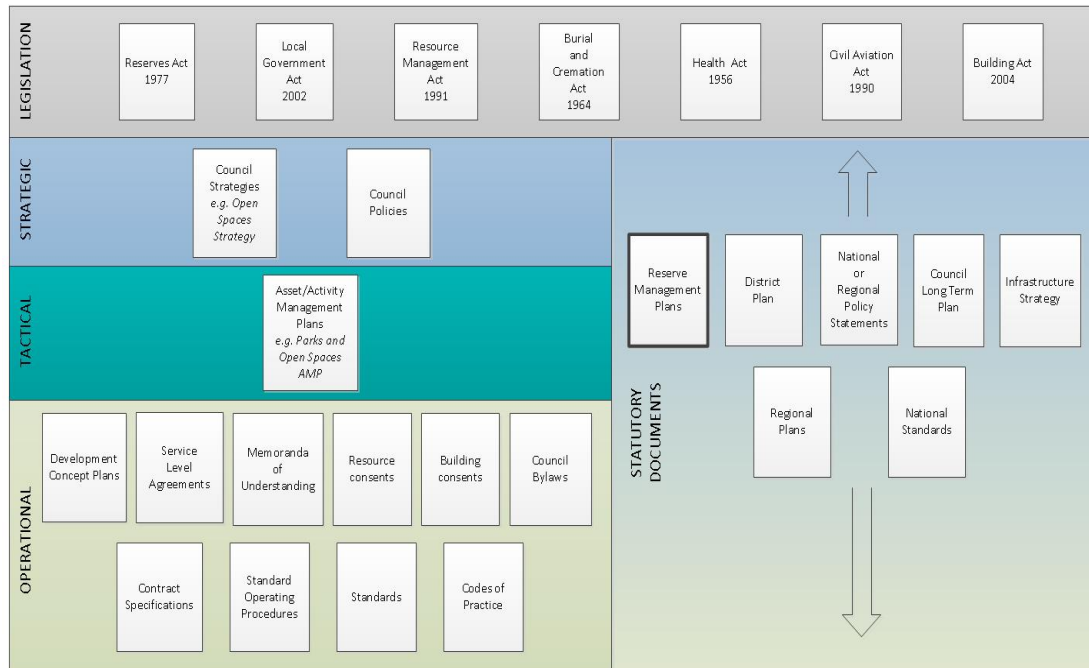 LEGISLATION
Reserves Act
1977
Local
Government
Act
2002
Resource
Management
Act
1991
Burial
and
Cremation
Act
1964
Health Act
1956
Civil Aviation
Act
1990
Building Act
2004
STRATEGIC
Council
Strategies
e.g. Open
Spaces
Strategy
Council
Policies
TACTICAL
Asset/Activity
Management
Plans
e.g. Parks and
Open Spaces
AMP
OPERATIONAL
Development
Concept Plans
Service
Level
Agreements
Memoranda
of
Understanding
Resource
consents
Building
consents
Council
Bylaws
Contract
Specifications
Standard
Operating
Procedures
Standards
Codes of
Practice
STATUTORY
DOCUMENTS
Reserve
Management
Plans
District
Plan
National
or
Regional
Policy
Statements
Council
Long Term
Plan
Infrastructure
Strategy
Regional
Plans
National
Standards